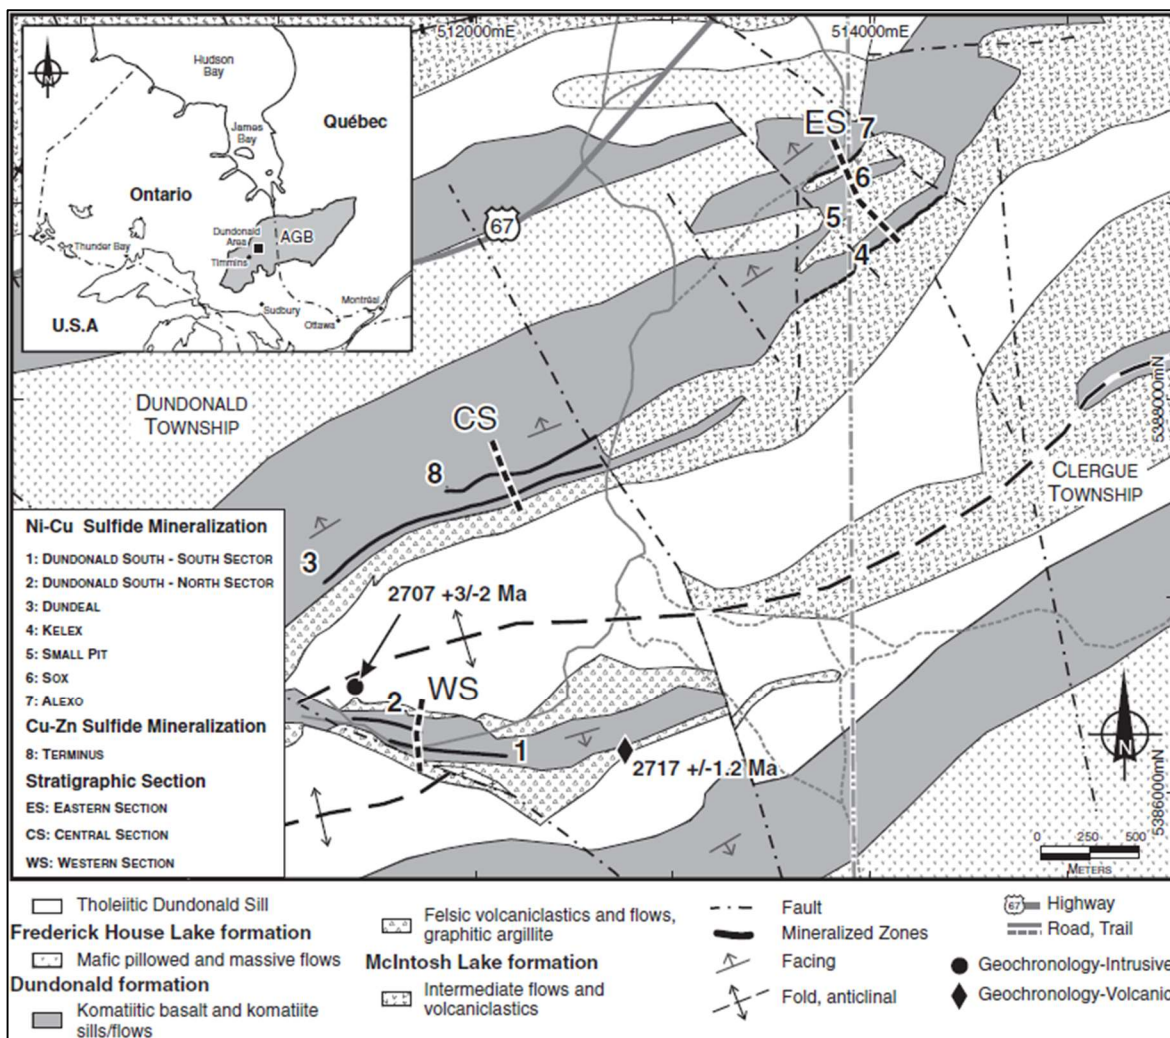 512000mE
514000mE
Hudson
Bay
James
Bay
Québec
Ontario
Dundonald
Area
AGB
Thunder Bay
Timmins
Sudbury
Montréal
Ottawa
U.S.A
N
67
ES
7
6
5
4
DUNDONALD
TOWNSHIP
CS
8
3
5388000mN
CLERGUE
TOWNSHIP
2707 +3/-2 Ma
2
WS
1
2717 +/-1.2 Ma
N
5386000mN
0 250 500
METERS
Ni-Cu Sulfide Mineralization
1: DUNDONALD SOUTH - SOUTH SECTOR
2: DUNDONALD SOUTH - NORTH SECTOR
3: DUNDEAL
4: KELEX
5: SMALL PIT
6: SOX
7: ALEXO
Cu-Zn Sulfide Mineralization
8: TERMINUS
Stratigraphic Section
ES: EASTERN SECTION
CS: CENTRAL SECTION
WS: WESTERN SECTION
Tholeiitic Dundonald Sill
Frederick House Lake formation
Mafic pillowed and massive flows
Dundonald formation
Komatiitic basalt and komatiite
sills/flows
Felsic volcaniclastics and flows,
graphitic argillite
McIntosh Lake formation
Intermediate flows and
volcaniclastics
Fault
Mineralized Zones
Facing
Fold, anticlinal
67 Highway
Road, Trail
Geochronology-Intrusive
Geochronology-Volcanic